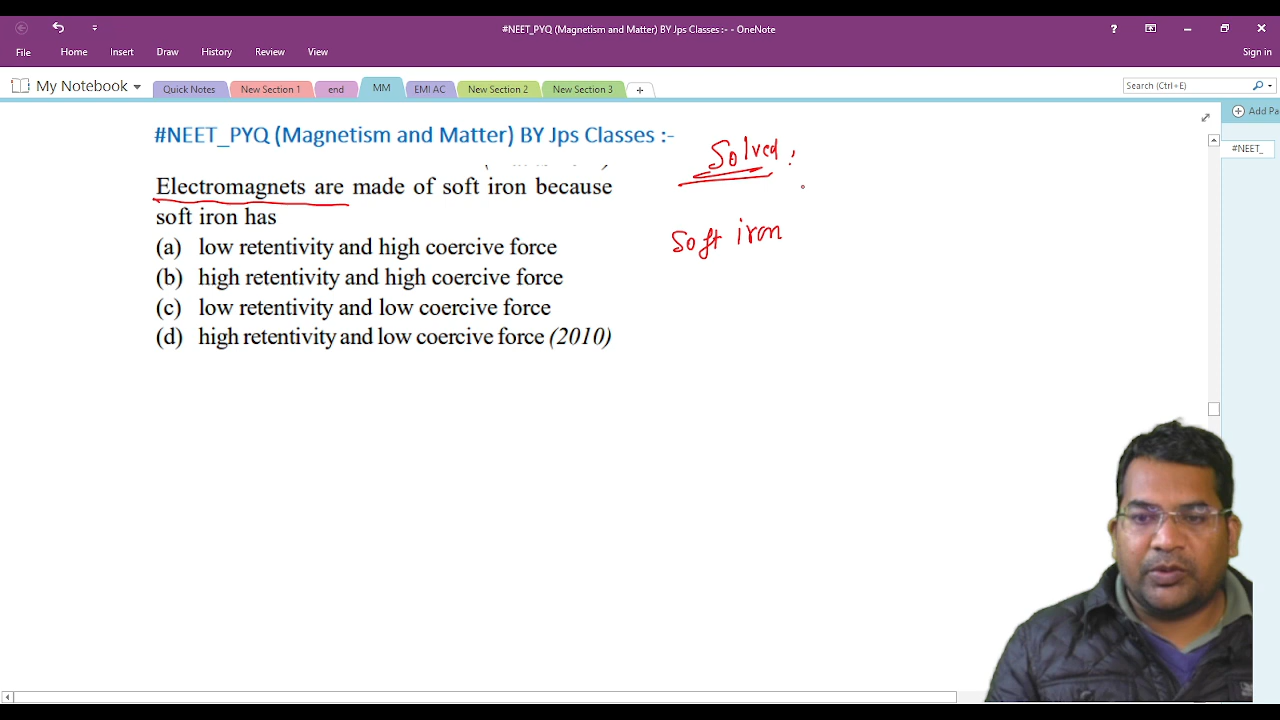 #NEET_PYQ (Magnetism and Matter) BY Jps Classes :- - OneNote
?
File
Home
Insert
Draw
History
Review
View
Sign in
My Notebook
Quick Notes
New Section 1
end
MM
EMI AC
New Section 2
New Section 3
+
Search (Ctrl+E)
Add Pa
#NEET_
#NEET_PYQ (Magnetism and Matter) BY Jps Classes :-
Solved :
Electromagnets are made of soft iron because
soft iron has
(a) low retentivity and high coercive force
(b) high retentivity and high coercive force
(c) low retentivity and low coercive force
(d) high retentivity and low coercive force (2010)
Soft iron